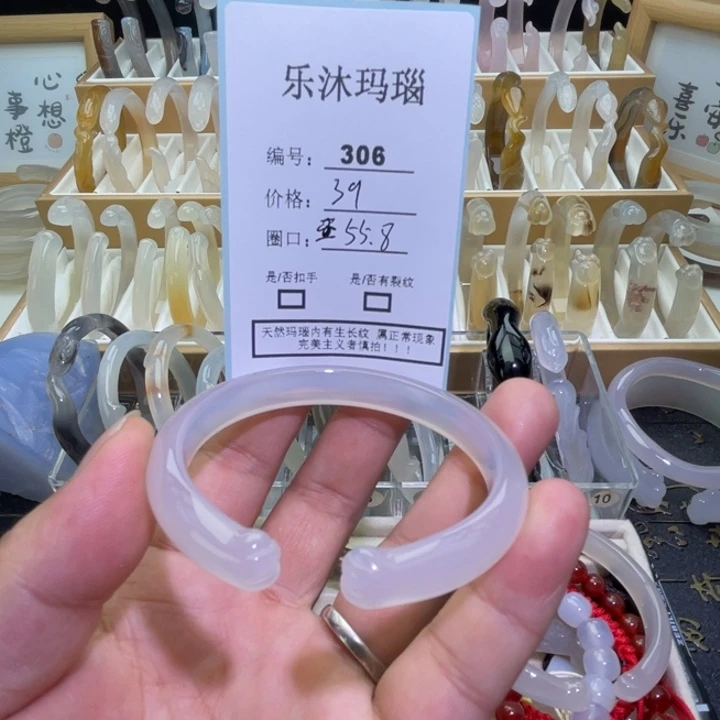 乐沐玛瑙
编号: 306
价格: 39
圈口: 55.8
是/否扣手 是/否有裂纹
天然玛瑙内有生长纹 属正常现象
完美主义者慎拍!!!
心想
事橙
喜乐
10